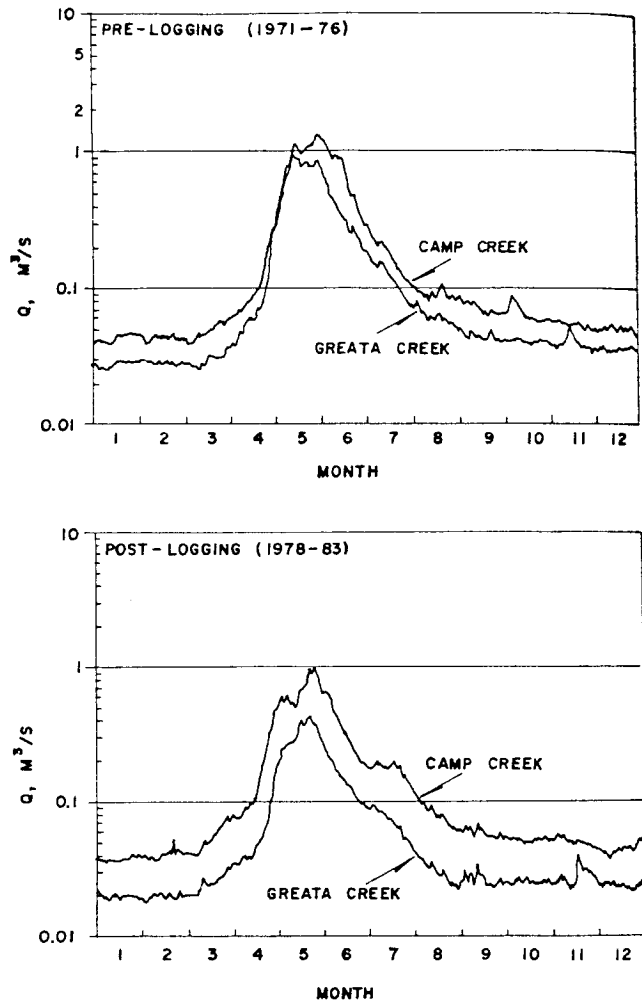 PRE-LOGGING (1971-76)
10
5
2
1
0.1
0.01
Q, M³/S
CAMP CREEK
GREATA CREEK
1 2 3 4 5 6 7 8 9 10 11 12
MONTH
POST-LOGGING (1978-83)
10
1
0.1
0.01
Q, M³/S
CAMP CREEK
GREATA CREEK
1 2 3 4 5 6 7 8 9 10 11 12
MONTH